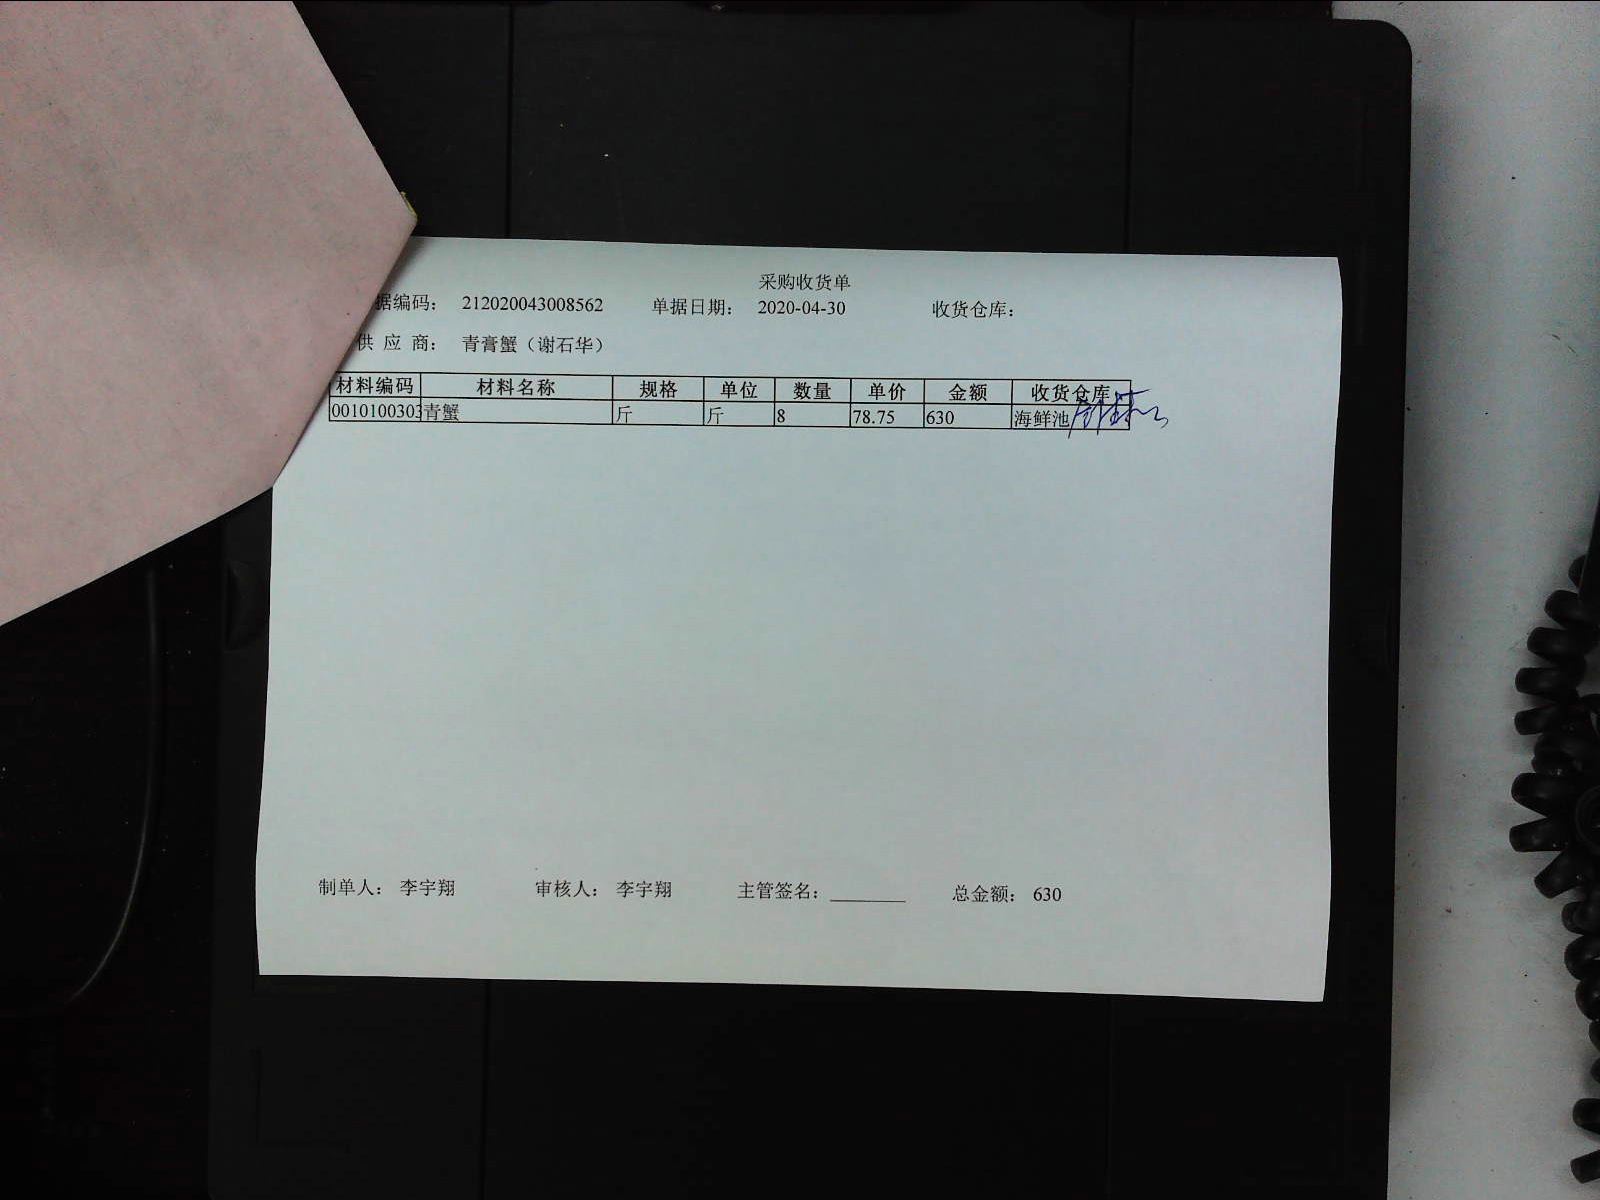 采购收货单
据编码： 212020043008562 单据日期： 2020-04-30 收货仓库：
供 应 商： 青膏蟹（谢石华）
材料编码 材料名称 规格 单位 数量 单价 金额 收货仓库
0010100303 青蟹 斤 斤 8 78.75 630 海鲜池
制单人： 李宇翔 审核人： 李宇翔 主管签名： 总金额： 630